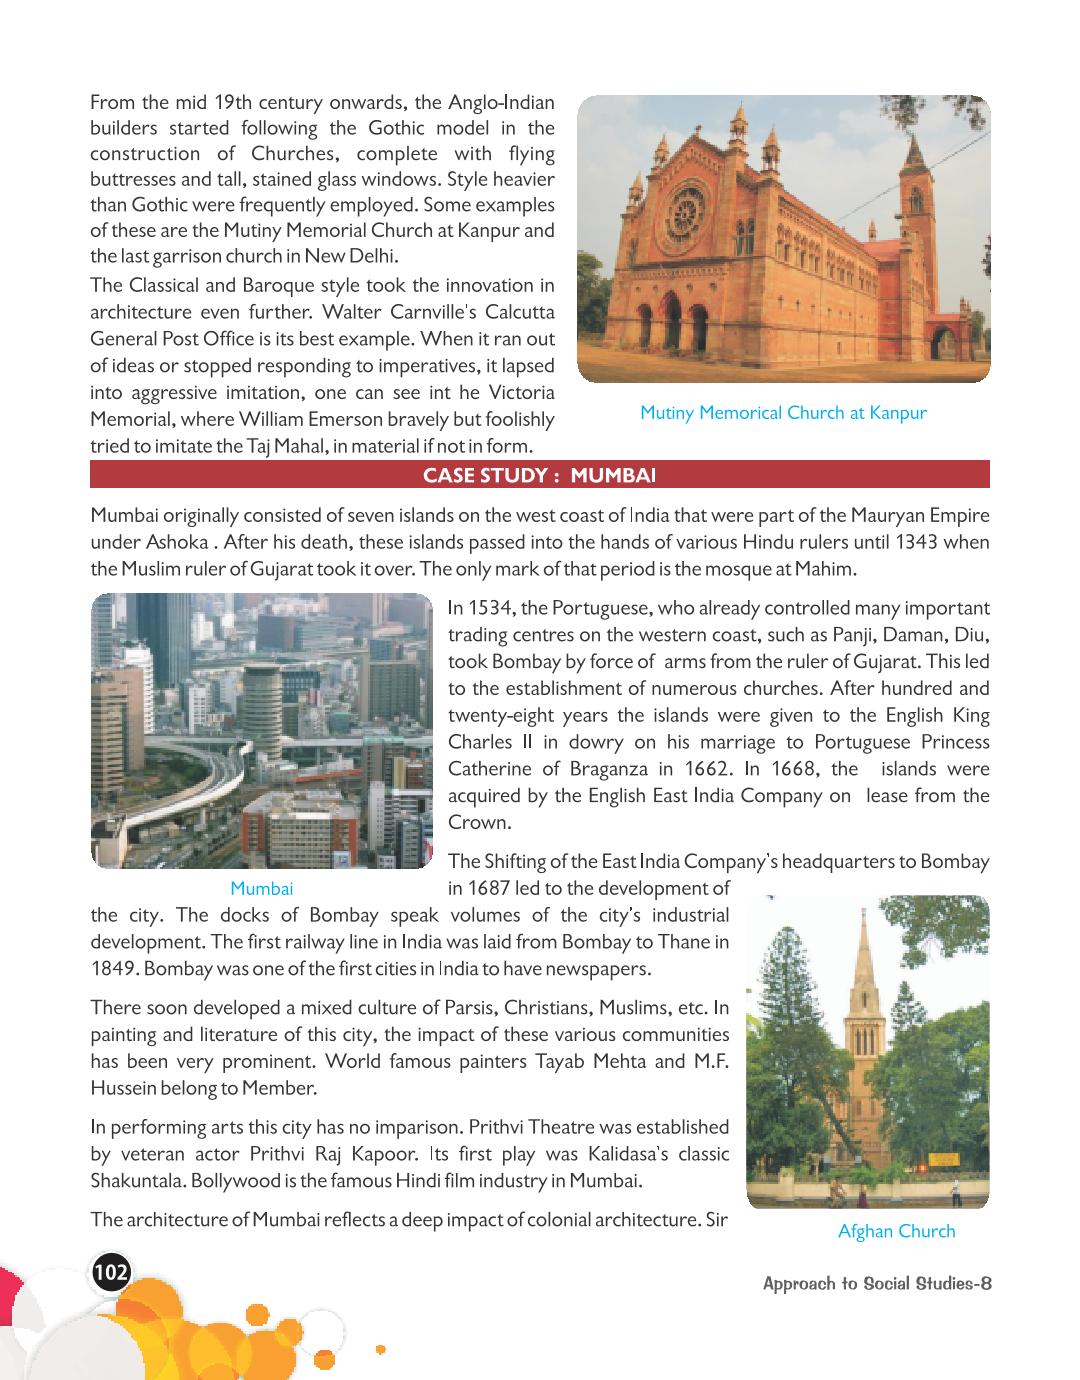 From the mid 19th century onwards, the Anglo-Indian
builders started following the Gothic model in the
construction of Churches, complete with flying
buttresses and tall, stained glass windows. Style heavier
than Gothic were frequently employed. Some examples
of these are the Mutiny Memorial Church at Kanpur and
the last garrison church in New Delhi.
The Classical and Baroque style took the innovation in
architecture even further. Walter Carnville's Calcutta
General Post Office is its best example. When it ran out
of ideas or stopped responding to imperatives, it lapsed
into aggressive imitation, one can see int he Victoria
Memorial, where William Emerson bravely but foolishly
tried to imitate the Taj Mahal, in material if not in form.
Mutiny Memorical Church at Kanpur
CASE STUDY : MUMBAI
Mumbai originally consisted of seven islands on the west coast of India that were part of the Mauryan Empire
under Ashoka . After his death, these islands passed into the hands of various Hindu rulers until 1343 when
the Muslim ruler of Gujarat took it over. The only mark of that period is the mosque at Mahim.
In 1534, the Portuguese, who already controlled many important
trading centres on the western coast, such as Panji, Daman, Diu,
took Bombay by force of arms from the ruler of Gujarat. This led
to the establishment of numerous churches. After hundred and
twenty-eight years the islands were given to the English King
Charles II in dowry on his marriage to Portuguese Princess
Catherine of Braganza in 1662. In 1668, the islands were
acquired by the English East India Company on lease from the
Crown.
Mumbai
The Shifting of the East India Company's headquarters to Bombay
in 1687 led to the development of
the city. The docks of Bombay speak volumes of the city's industrial
development. The first railway line in India was laid from Bombay to Thane in
1849. Bombay was one of the first cities in India to have newspapers.
There soon developed a mixed culture of Parsis, Christians, Muslims, etc. In
painting and literature of this city, the impact of these various communities
has been very prominent. World famous painters Tayab Mehta and M.F.
Hussein belong to Member.
In performing arts this city has no imparison. Prithvi Theatre was established
by veteran actor Prithvi Raj Kapoor. Its first play was Kalidasa's classic
Shakuntala. Bollywood is the famous Hindi film industry in Mumbai.
The architecture of Mumbai reflects a deep impact of colonial architecture. Sir
Afghan Church
102
Approach to Social Studies-8